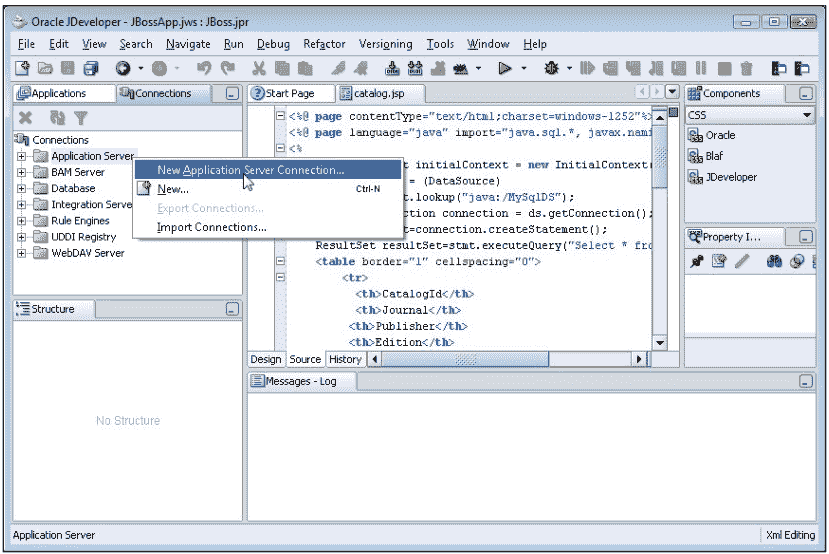 Oracle JDeveloper - JBossApp.jws : JBoss.jpr
File Edit View Search Navigate Run Debug Refactor Versioning Tools Window Help
Applications Connections
Connections
Application Server
BAM Server
Database
Integration Serve
Rule Engines
UDDI Registry
WebDAV Server
New Application Server Connection...
New... Ctrl-N
Export Connections...
Import Connections...
Structure
No Structure
Start Page catalog.jsp
<%@ page contentType="text/html;charset=windows-1252"%>
<%@ page language="java" import="java.sql.*, javax.nami
<%
t initialContext = new InitialContext(
= (DataSource)
t.lookup("java:/MySqlDS");
ction connection = ds.getConnection();
t=connection.createStatement();
ResultSet resultSet=stmt.executeQuery("Select * fro
<table border="1" cellspacing="0">
<tr>
<th>CatalogId</th>
<th>Journal</th>
<th>Publisher</th>
<th>Edition</th>
Design Source History
Messages - Log
Components
CSS
Oracle
Blaf
JDeveloper
Property I...
Application Server
Xml Editing